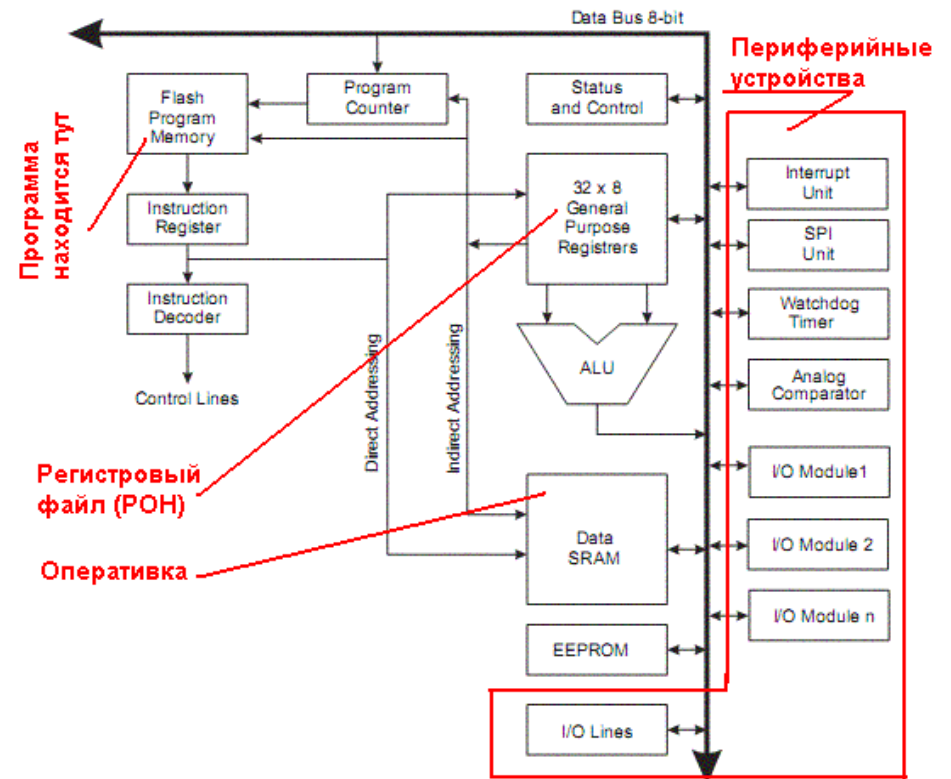 Data Bus 8-bit
Периферийные
устройства
Flash
Program
Memory
Program
Counter
Status
and Control
Программа
находится тут
Instruction
Register
32 x 8
General
Purpose
Registrers
Interrupt
Unit
SPI
Unit
Instruction
Decoder
Watchdog
Timer
Control Lines
Direct Addressing
Indirect Addressing
ALU
Analog
Comparator
Регистровый
файл (РОН)
I/O Module1
Оперативка
Data
SRAM
I/O Module 2
I/O Module n
EEPROM
I/O Lines